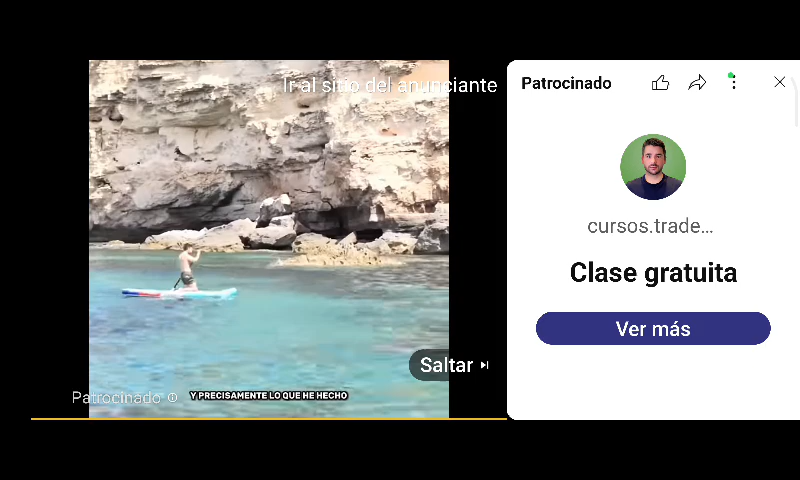 Ir al sitio del anunciante
Saltar
Patrocinado
Y PRECISAMENTE LO QUE HE HECHO
Patrocinado
cursos.trade...
Clase gratuita
Ver más